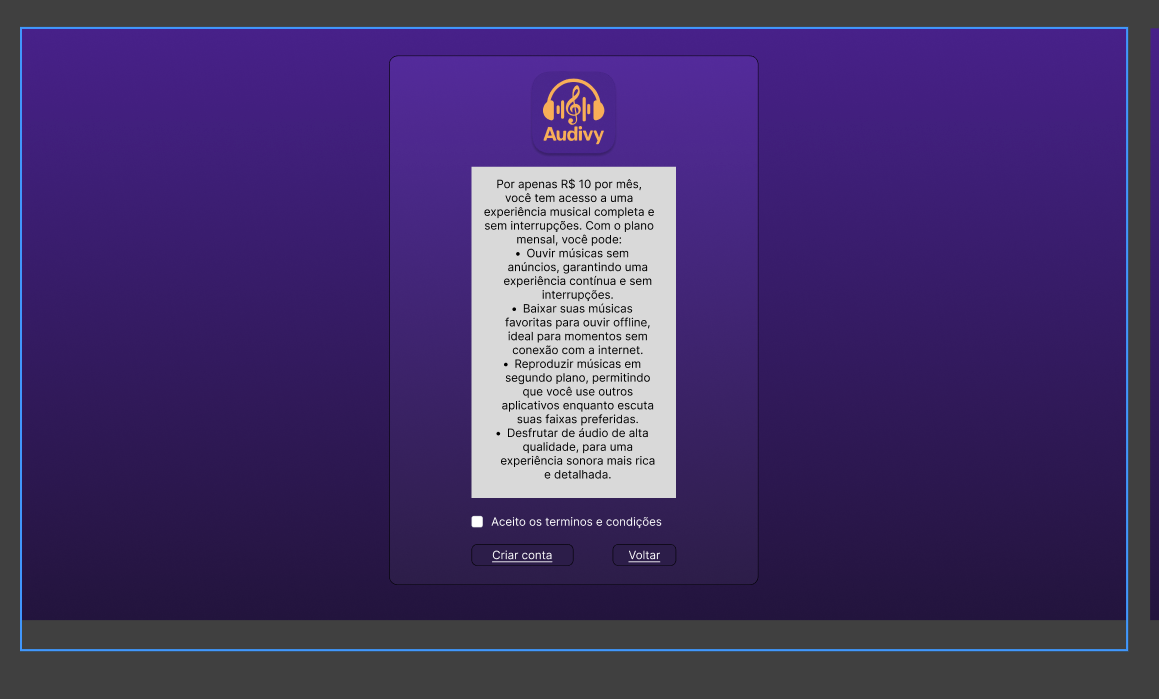 Audivy
Por apenas R$ 10 por mês,
você tem acesso a uma
experiência musical completa e
sem interrupções. Com o plano
mensal, você pode:
• Ouvir músicas sem
anúncios, garantindo uma
experiência contínua e sem
interrupções.
• Baixar suas músicas
favoritas para ouvir offline,
ideal para momentos sem
conexão com a internet.
• Reproduzir músicas em
segundo plano, permitindo
que você use outros
aplicativos enquanto escuta
suas faixas preferidas.
• Desfrutar de áudio de alta
qualidade, para uma
experiência sonora mais rica
e detalhada.
Aceito os terminos e condições
Criar conta
Voltar